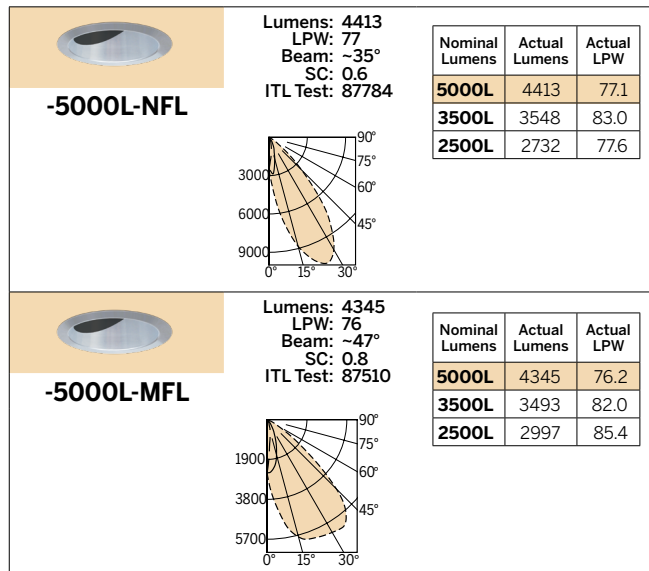 -5000L-NFL
Lumens: 4413
LPW: 77
Beam: ~35°
SC: 0.6
ITL Test: 87784
90°
75°
60°
45°
3000
6000
9000
0° 15° 30°
Nominal Lumens Actual Lumens Actual LPW
5000L 4413 77.1
3500L 3548 83.0
2500L 2732 77.6
-5000L-MFL
Lumens: 4345
LPW: 76
Beam: ~47°
SC: 0.8
ITL Test: 87510
90°
75°
60°
45°
1900
3800
5700
0° 15° 30°
Nominal Lumens Actual Lumens Actual LPW
5000L 4345 76.2
3500L 3493 82.0
2500L 2997 85.4